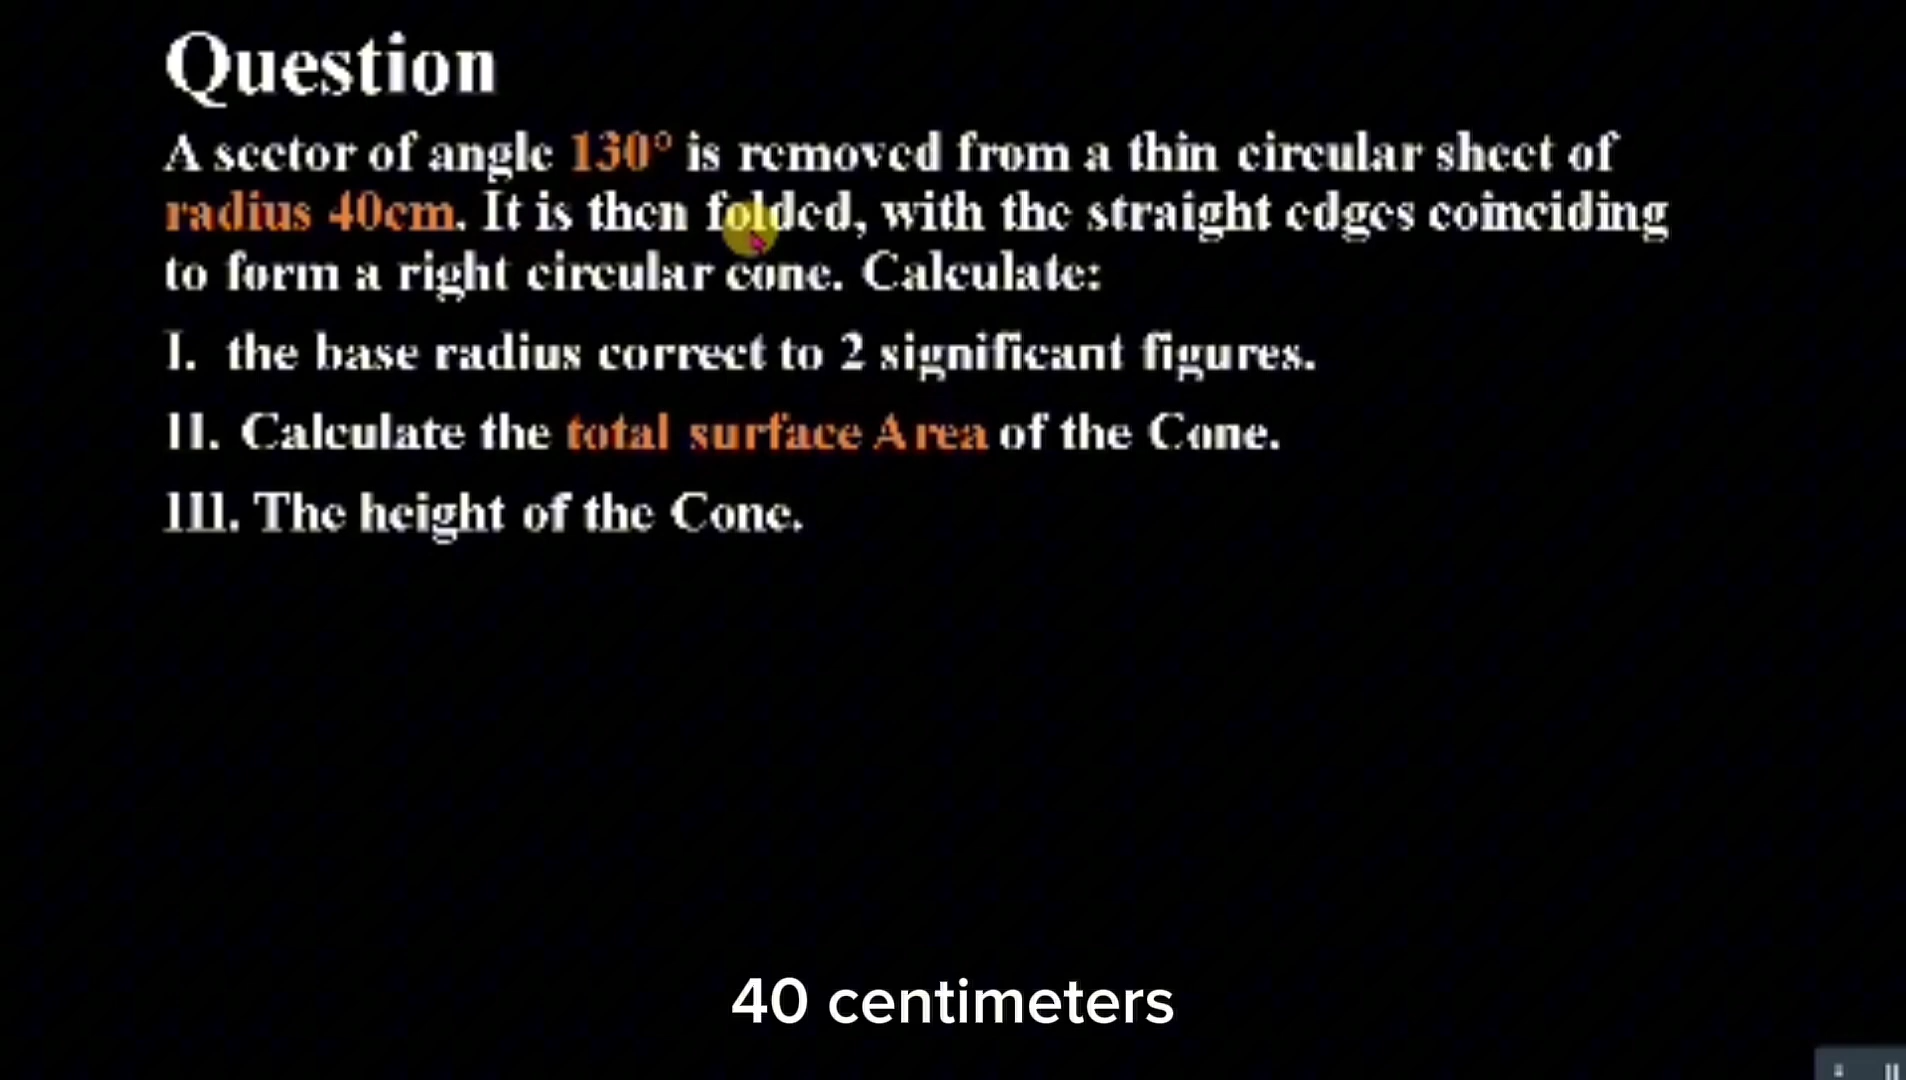 Question
A sector of angle 130° is removed from a thin circular sheet of
radius 40cm. It is then folded, with the straight edges coinciding
to form a right circular cone. Calculate:
I. the base radius correct to 2 significant figures.
II. Calculate the total surface Area of the Cone.
III. The height of the Cone.
40 centimeters